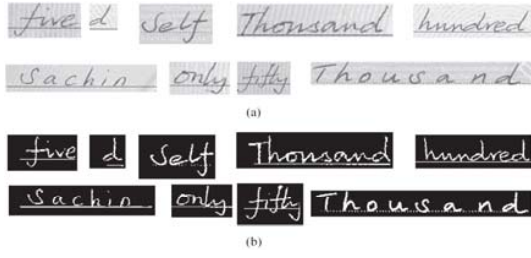 five d Self Thousand hundred
Sachin only fifty Thousand
(a)
five d Self Thousand hundred
Sachin only fifty Thousand
(b)